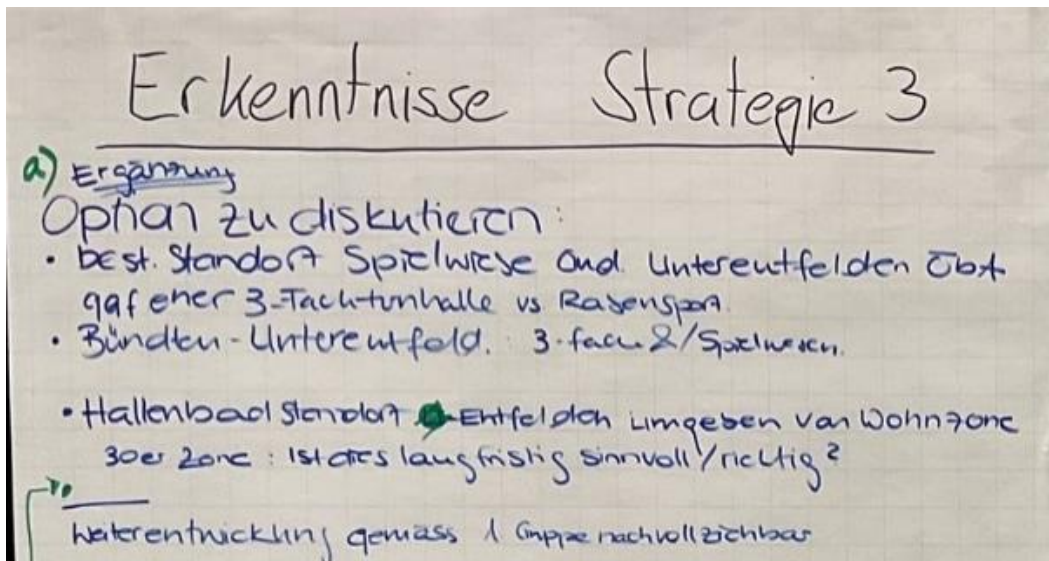 Erkenntnisse Strategie 3
a) Ergänzung
Option zu diskutieren:
• best. Standort Spielwiese und Unterentfelden
3-fachturnhalle vs Rasensport.
• Bündten-Unterentfeld. 3-fach &/Spielwiesen.
• Hallenbad Standort Entfelden umgeben von Wohnzone
30er Zone: Ist dies langfristig sinnvoll/richtig?
Weiterentwicklung gemäss 1 Gruppe nachvollziehbar